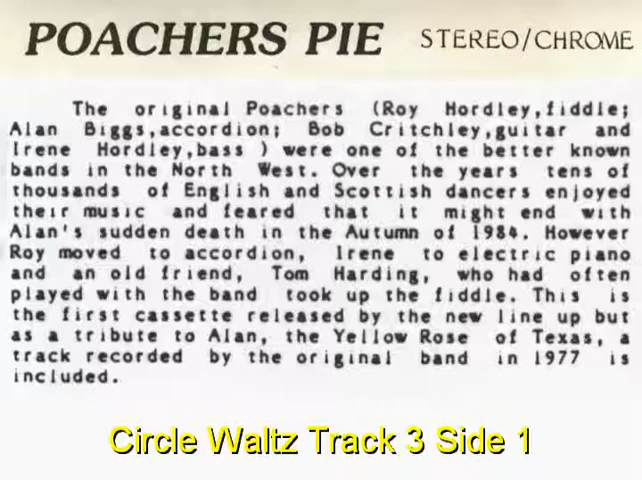 POACHERS PIE STEREO/CHROME
The original Poachers (Roy Hordley,fiddle;
Alan Biggs,accordion; Bob Critchley,guitar and
Irene Hordley,bass ) were one of the better known
bands in the North West. Over the years tens of
thousands of English and Scottish dancers enjoyed
their music and feared that it might end with
Alan's sudden death in the Autumn of 1984. However
Roy moved to accordion, Irene to electric piano
and an old friend, Tom Harding, who had often
played with the band took up the fiddle. This is
the first cassette released by the new line up but
as a tribute to Alan, the Yellow Rose of Texas, a
track recorded by the original band in 1977 is
included.
Circle Waltz Track 3 Side 1